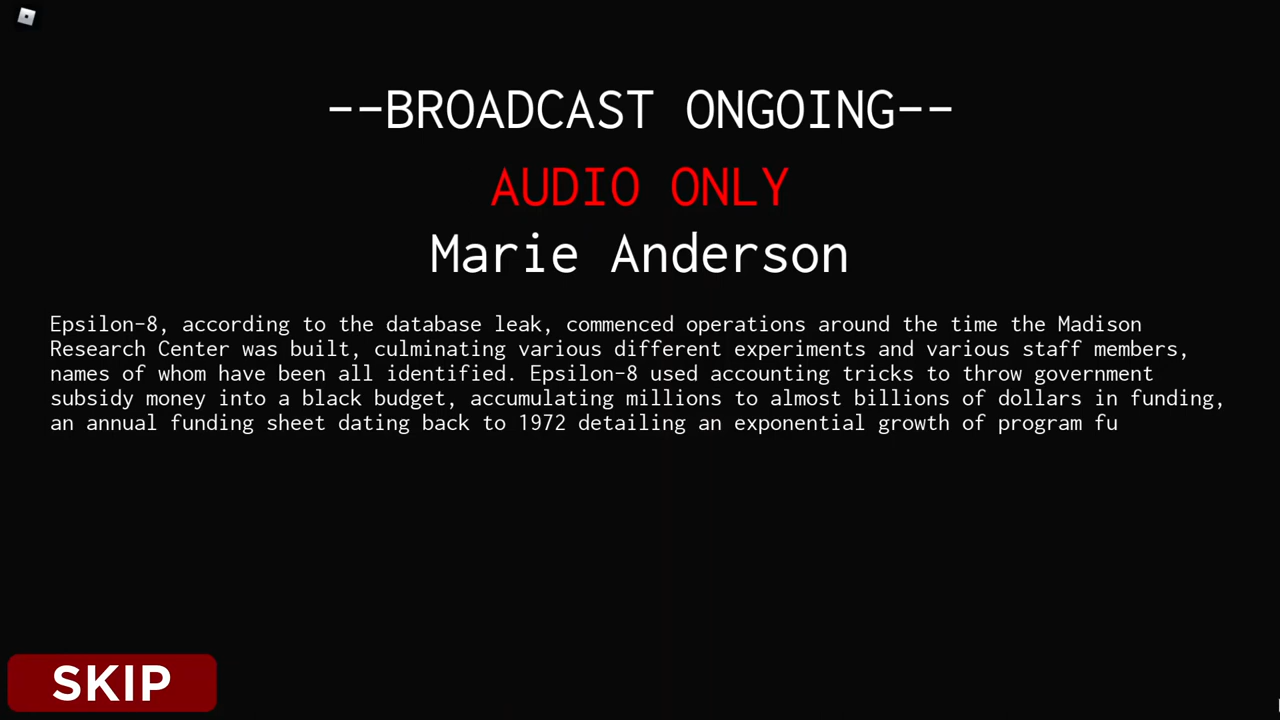 --BROADCAST ONGOING--
AUDIO ONLY
Marie Anderson
Epsilon-8, according to the database leak, commenced operations around the time the Madison
Research Center was built, culminating various different experiments and various staff members,
names of whom have been all identified. Epsilon-8 used accounting tricks to throw government
subsidy money into a black budget, accumulating millions to almost billions of dollars in funding,
an annual funding sheet dating back to 1972 detailing an exponential growth of program fu
SKIP